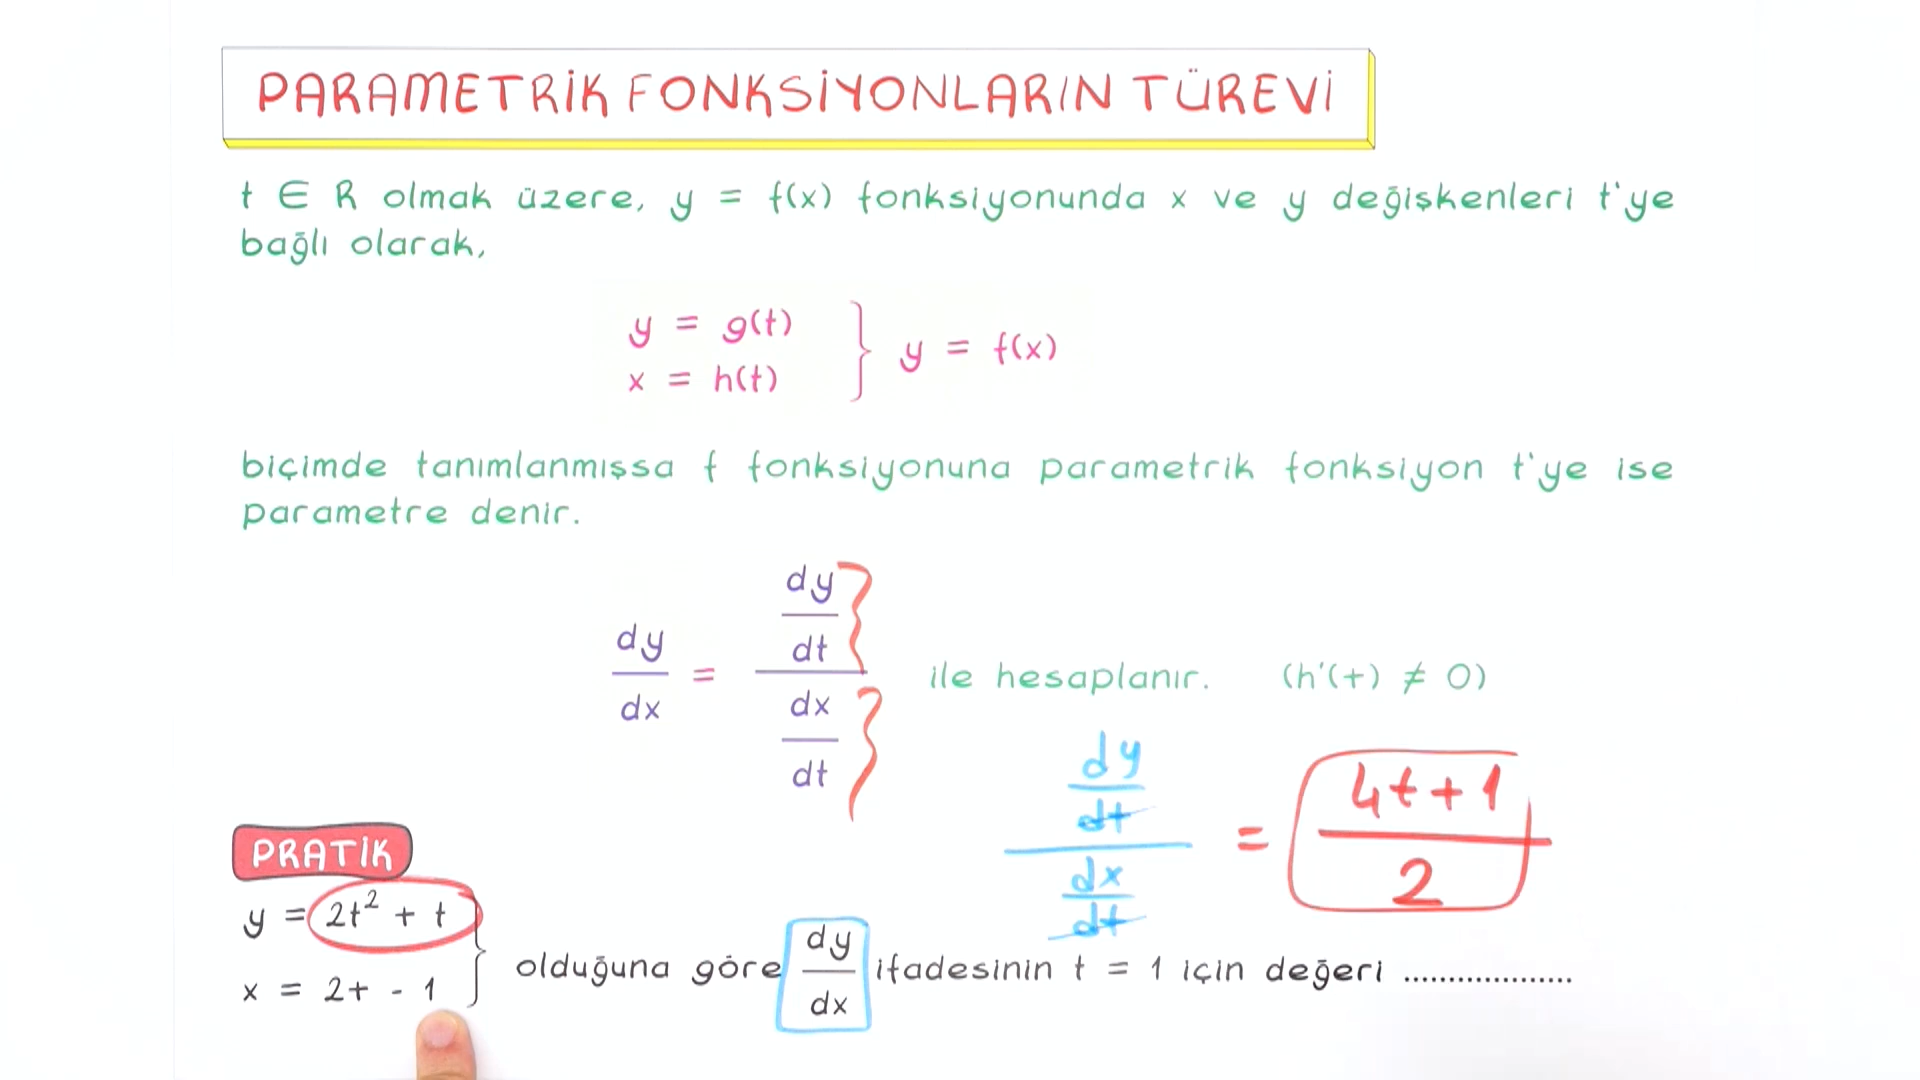 PARAMETRİK FONKSİYONLARIN TÜREVİ
t ∈ R olmak üzere, y = f(x) fonksiyonunda x ve y değişkenleri t'ye
bağlı olarak,
y = g(t)
x = h(t)
} y = f(x)
biçimde tanımlanmışsa f fonksiyonuna parametrik fonksiyon t'ye ise
parametre denir.
dy
dt
dy
dx
=
dx
dt
ile hesaplanır. (h'(t) ≠ 0)
dy
dt
dx
dt
=
4t+1
2
PRATİK
y = 2t² + t
x = 2t - 1
} olduğuna göre dy/dx ifadesinin t = 1 için değeri ...................